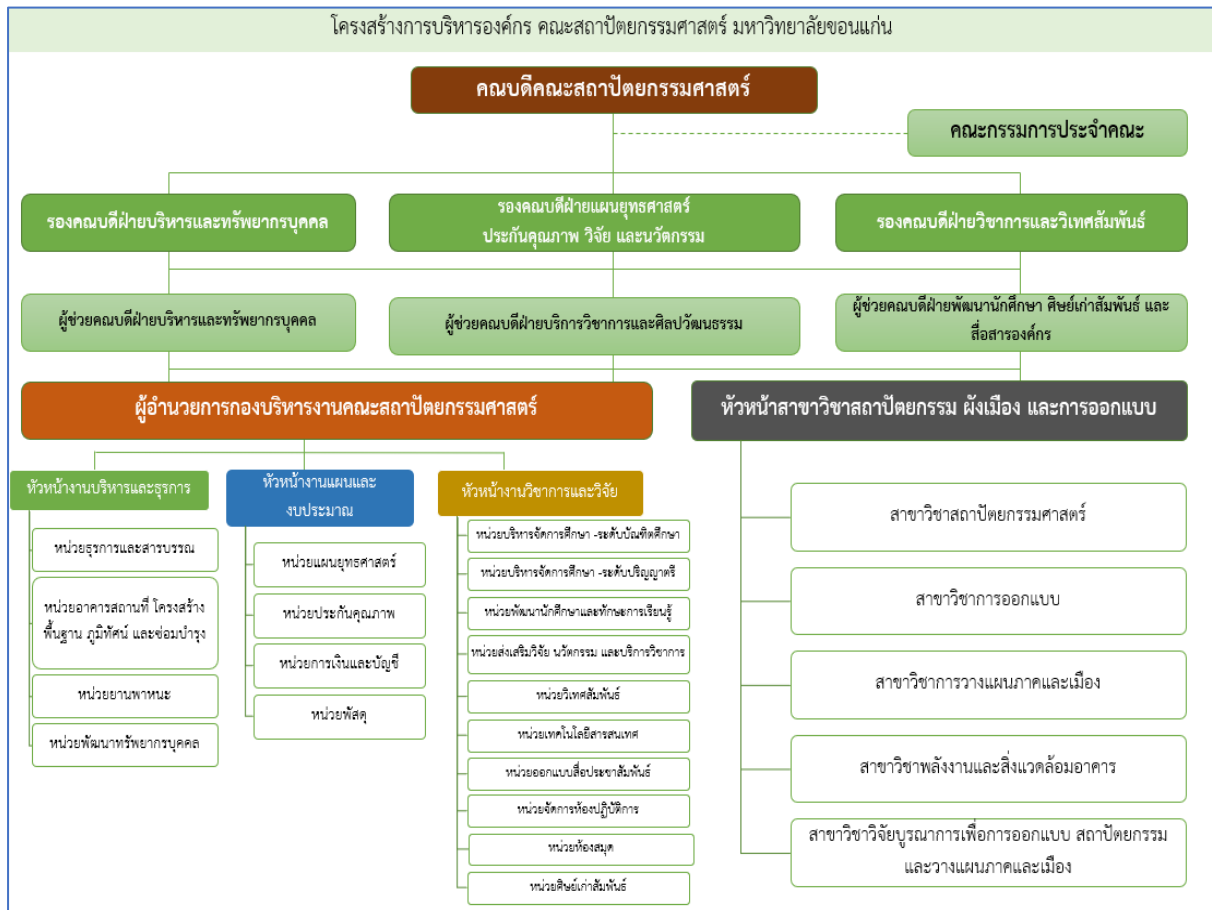 โครงสร้างการบริหารองค์กร คณะสถาปัตยกรรมศาสตร์ มหาวิทยาลัยขอนแก่น
คณบดีคณะสถาปัตยกรรมศาสตร์
คณะกรรมการประจำคณะ
รองคณบดีฝ่ายบริหารและทรัพยากรบุคคล
รองคณบดีฝ่ายแผนยุทธศาสตร์
ประกันคุณภาพ วิจัย และนวัตกรรม
รองคณบดีฝ่ายวิชาการและวิเทศสัมพันธ์
ผู้ช่วยคณบดีฝ่ายบริหารและทรัพยากรบุคคล
ผู้ช่วยคณบดีฝ่ายบริการวิชาการและศิลปวัฒนธรรม
ผู้ช่วยคณบดีฝ่ายพัฒนานักศึกษา ศิษย์เก่าสัมพันธ์ และ
สื่อสารองค์กร
ผู้อำนวยการกองบริหารงานคณะสถาปัตยกรรมศาสตร์
หัวหน้าสาขาวิชาสถาปัตยกรรม ผังเมือง และการออกแบบ
หัวหน้างานบริหารและธุรการ
หน่วยธุรการและสารบรรณ
หน่วยอาคารสถานที่ โครงสร้าง
พื้นฐาน ภูมิทัศน์ และซ่อมบำรุง
หน่วยยานพาหนะ
หน่วยพัฒนาทรัพยากรบุคคล
หัวหน้างานแผนและ
งบประมาณ
หน่วยแผนยุทธศาสตร์
หน่วยประกันคุณภาพ
หน่วยการเงินและบัญชี
หน่วยพัสดุ
หัวหน้างานวิชาการและวิจัย
หน่วยบริหารจัดการศึกษา -ระดับบัณฑิตศึกษา
หน่วยบริหารจัดการศึกษา -ระดับปริญญาตรี
หน่วยพัฒนานักศึกษาและทักษะการเรียนรู้
หน่วยส่งเสริมวิจัย นวัตกรรม และบริการวิชาการ
หน่วยวิเทศสัมพันธ์
หน่วยเทคโนโลยีสารสนเทศ
หน่วยออกแบบสื่อประชาสัมพันธ์
หน่วยจัดการห้องปฏิบัติการ
หน่วยห้องสมุด
หน่วยศิษย์เก่าสัมพันธ์
สาขาวิชาสถาปัตยกรรมศาสตร์
สาขาวิชาการออกแบบ
สาขาวิชาการวางแผนภาคและเมือง
สาขาวิชาพลังงานและสิ่งแวดล้อมอาคาร
สาขาวิชาวิจัยบูรณาการเพื่อการออกแบบ สถาปัตยกรรม
และวางแผนภาคและเมือง